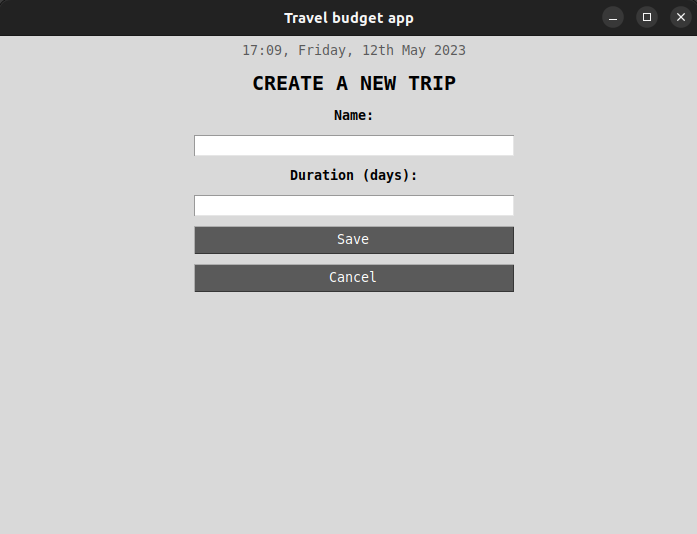 Travel budget app
17:09, Friday, 12th May 2023
CREATE A NEW TRIP
Name:
Duration (days):
Save
Cancel